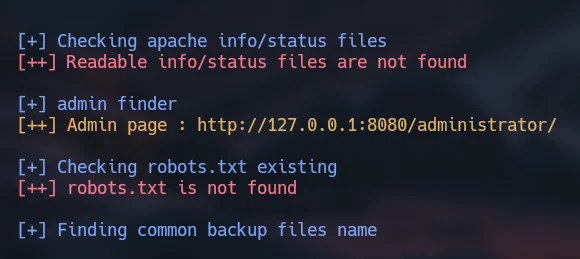 [+] Checking apache info/status files
[++] Readable info/status files are not found
[+] admin finder
[++] Admin page : http://127.0.0.1:8080/administrator/
[+] Checking robots.txt existing
[++] robots.txt is not found
[+] Finding common backup files name